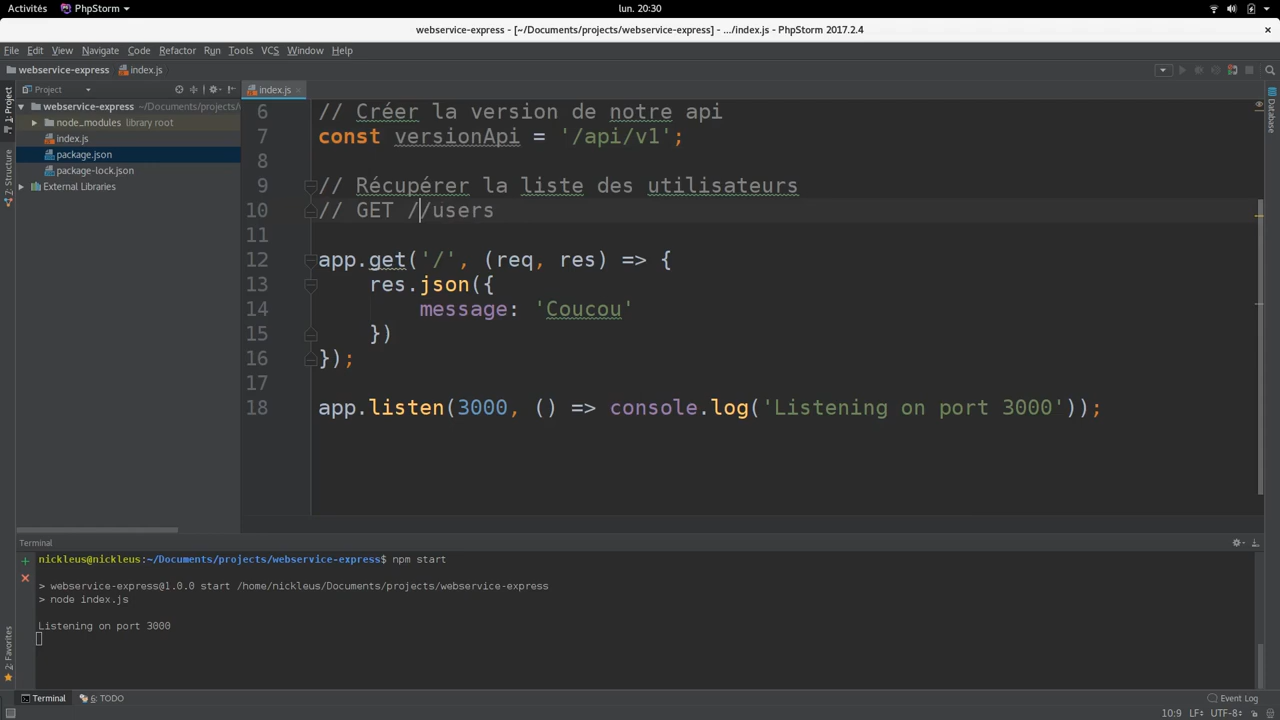 Activités PhpStorm lun. 20:30
webservice-express - [~/Documents/projects/webservice-express] - .../index.js - PhpStorm 2017.2.4
File Edit View Navigate Code Refactor Run Tools VCS Window Help
webservice-express index.js
Project index.js
1: Project
Z: Structure
2: Favorites
Database
webservice-express ~/Documents/projects/
node_modules library root
index.js
package.json
package-lock.json
External Libraries
6 // Créer la version de notre api
7 const versionApi = '/api/v1';
8
9 // Récupérer la liste des utilisateurs
10 // GET //users
11
12 app.get('/', (req, res) => {
13 res.json({
14 message: 'Coucou'
15 })
16 });
17
18 app.listen(3000, () => console.log('Listening on port 3000'));
Terminal
nickleus@nickleus:~/Documents/projects/webservice-express$ npm start
> webservice-express@1.0.0 start /home/nickleus/Documents/projects/webservice-express
> node index.js
Listening on port 3000
Terminal 6: TODO Event Log
10:9 LF÷ UTF-8÷